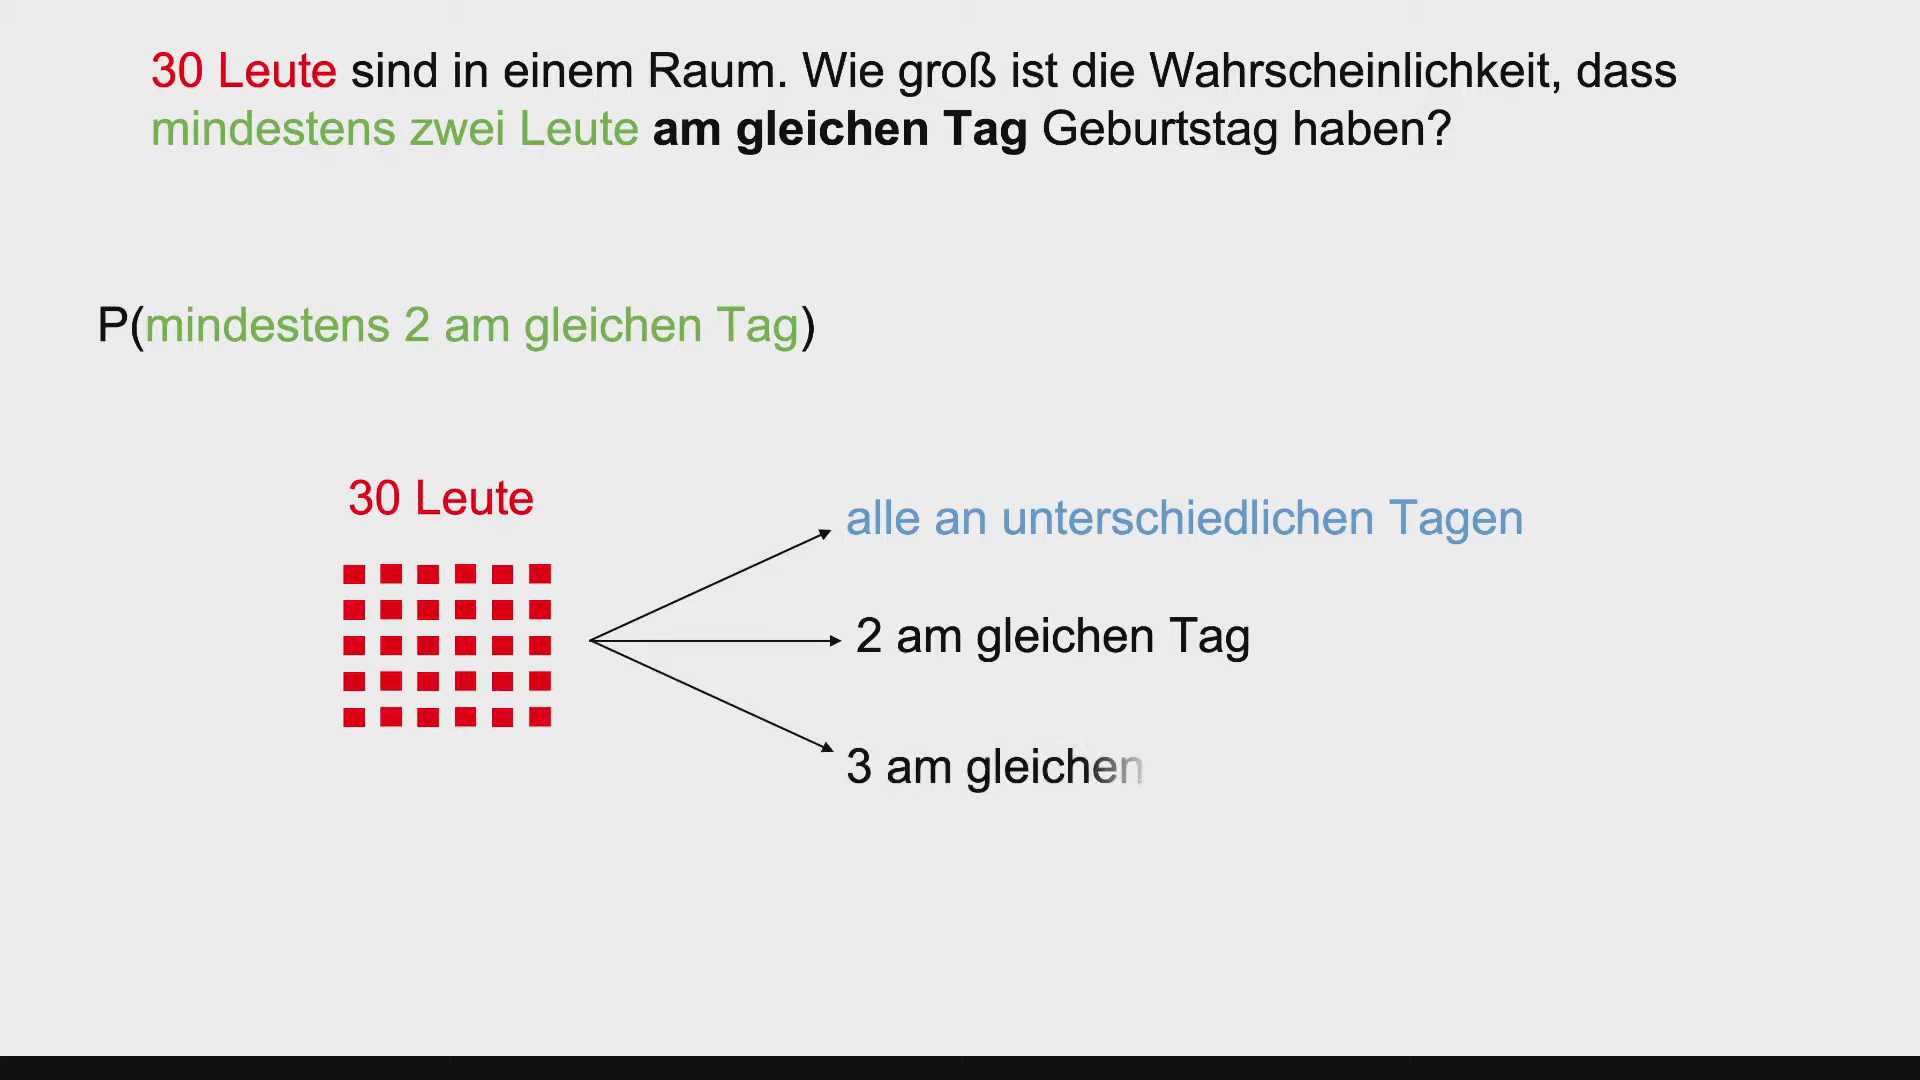 30 Leute sind in einem Raum. Wie groß ist die Wahrscheinlichkeit, dass
mindestens zwei Leute am gleichen Tag Geburtstag haben?
P(mindestens 2 am gleichen Tag)
30 Leute
alle an unterschiedlichen Tagen
2 am gleichen Tag
3 am gleichen